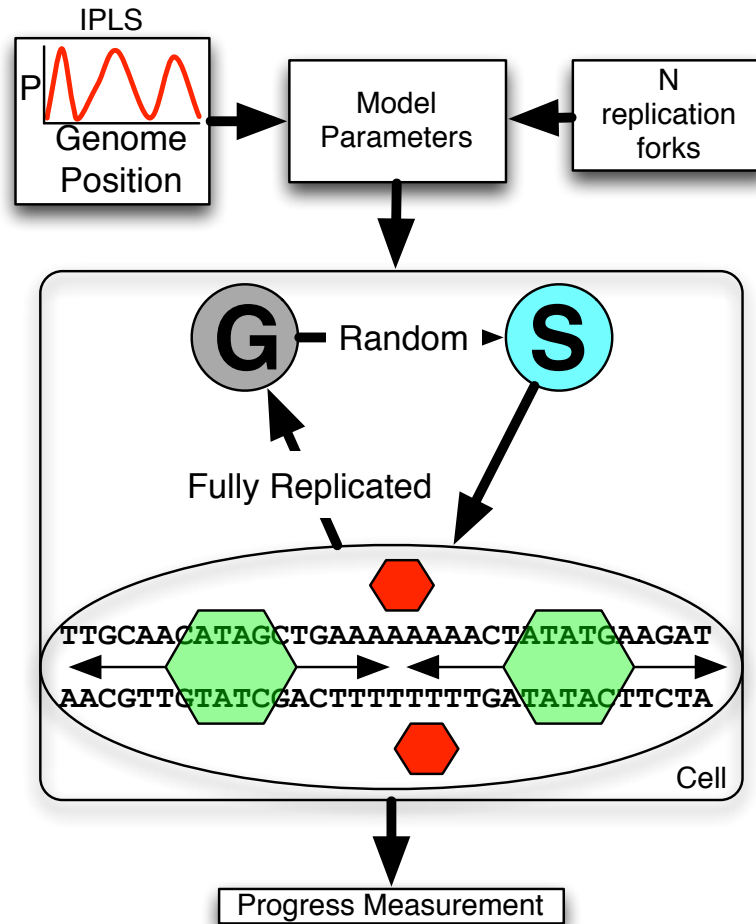 IPLS
P
Genome
Position
Model
Parameters
N
replication
forks
G
Random
S
Fully Replicated
TTGCAACATAGCTGAAAAAAAACTATATGAAGAT
AACGTTGTATCGACTTTTTTTTGATATACTTCTA
Cell
Progress Measurement